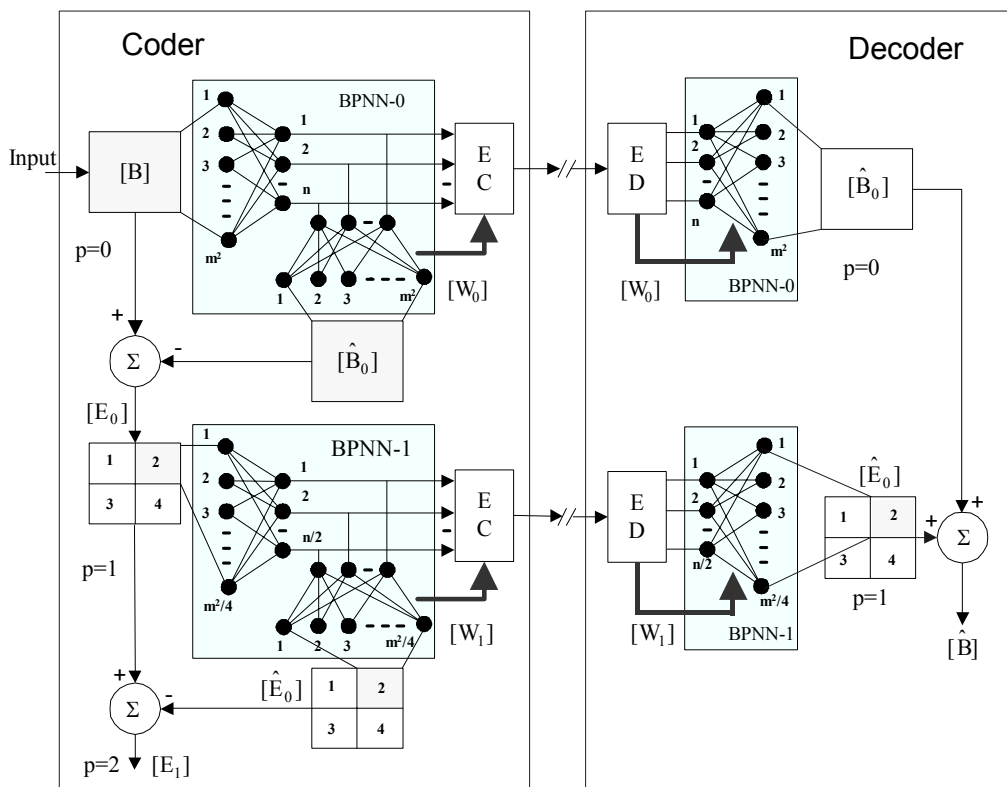 Coder
Decoder
Input
[B]
p=0
BPNN-0
1
2
3
m²
1
2
n
1
2
3
m²
E
C
[W₀]
[B̂₀]
+
-
Σ
[E₀]
1 2
3 4
p=1
BPNN-1
1
2
3
m²/4
1
2
n/2
1
2
3
m²/4
E
C
[W₁]
[Ê₀]
1 2
3 4
+
-
Σ
p=2 [E₁]
E
D
[W₀]
1
2
n
1
2
3
m²
BPNN-0
[B̂₀]
p=0
E
D
[W₁]
1
2
n/2
1
2
3
m²/4
BPNN-1
[Ê₀]
1 2
3 4
p=1
+
+
Σ
[B̂]